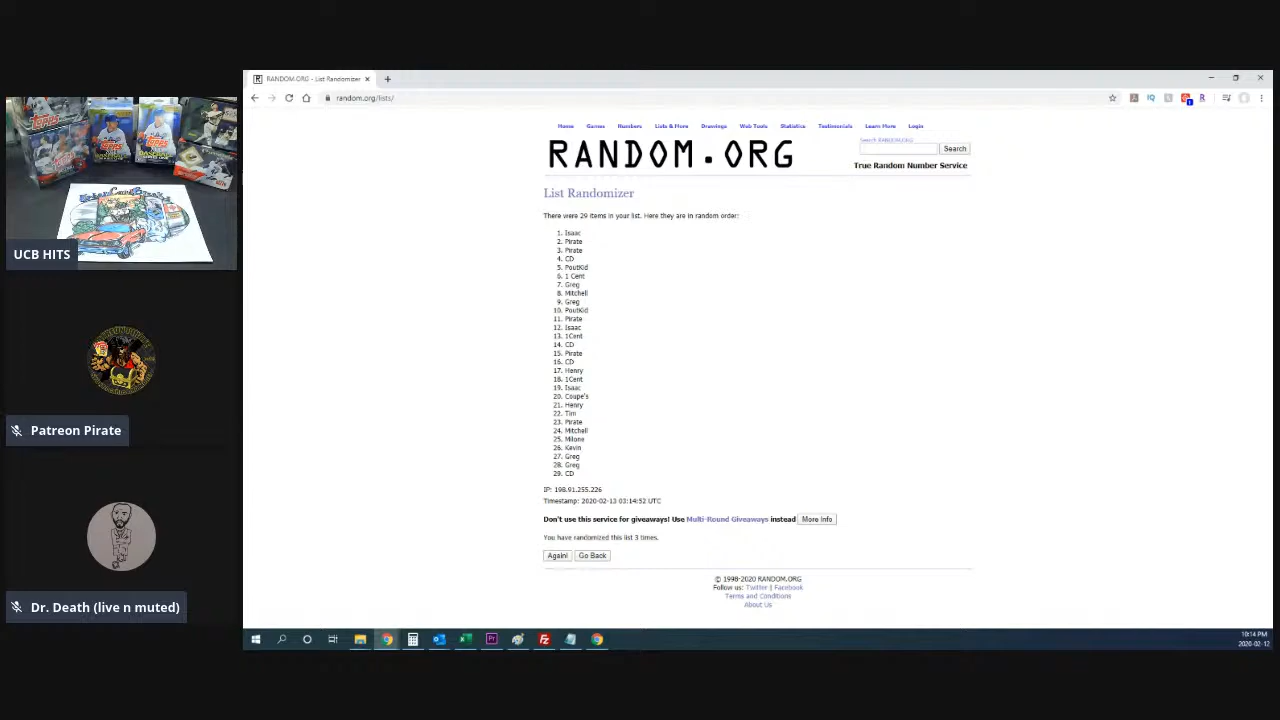 RANDOM.ORG - List Randomizer
random.org/lists/
Home Games Numbers Lists & More Drawings Web Tools Statistics Testimonials Learn More Login
RANDOM.ORG
Search RANDOM.ORG
Search
True Random Number Service
List Randomizer
There were 29 items in your list. Here they are in random order:
1. Isaac
2. Pirate
3. Pirate
4. CD
5. PoutKid
6. 1 Cent
7. Greg
8. Mitchell
9. Greg
10. PoutKid
11. Pirate
12. Isaac
13. 1Cent
14. CD
15. Pirate
16. CD
17. Henry
18. 1Cent
19. Isaac
20. Coupe's
21. Henry
22. Tim
23. Pirate
24. Mitchell
25. Milone
26. Kevin
27. Greg
28. Greg
29. CD
IP: 198.91.255.226
Timestamp: 2020-02-13 03:14:52 UTC
Don't use this service for giveaways! Use Multi-Round Giveaways instead More Info
You have randomized this list 3 times.
Again! Go Back
© 1998-2020 RANDOM.ORG
Follow us: Twitter | Facebook
Terms and Conditions
About Us
10:14 PM
2020-02-12
UCB HITS
Patreon Pirate
Dr. Death (live n muted)